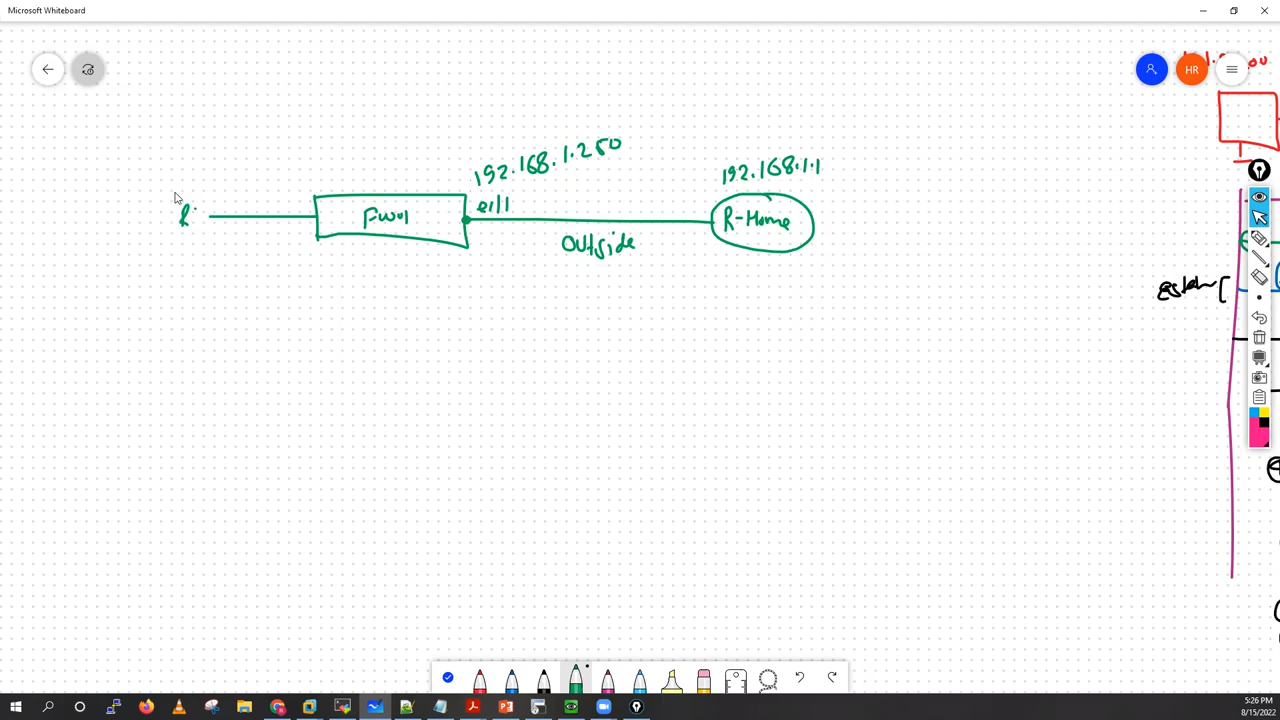 Microsoft Whiteboard
HR
192.168.1.250
192.168.1.1
R
FW01
e1/1
R-Home
Outside
5:26 PM
8/15/2022